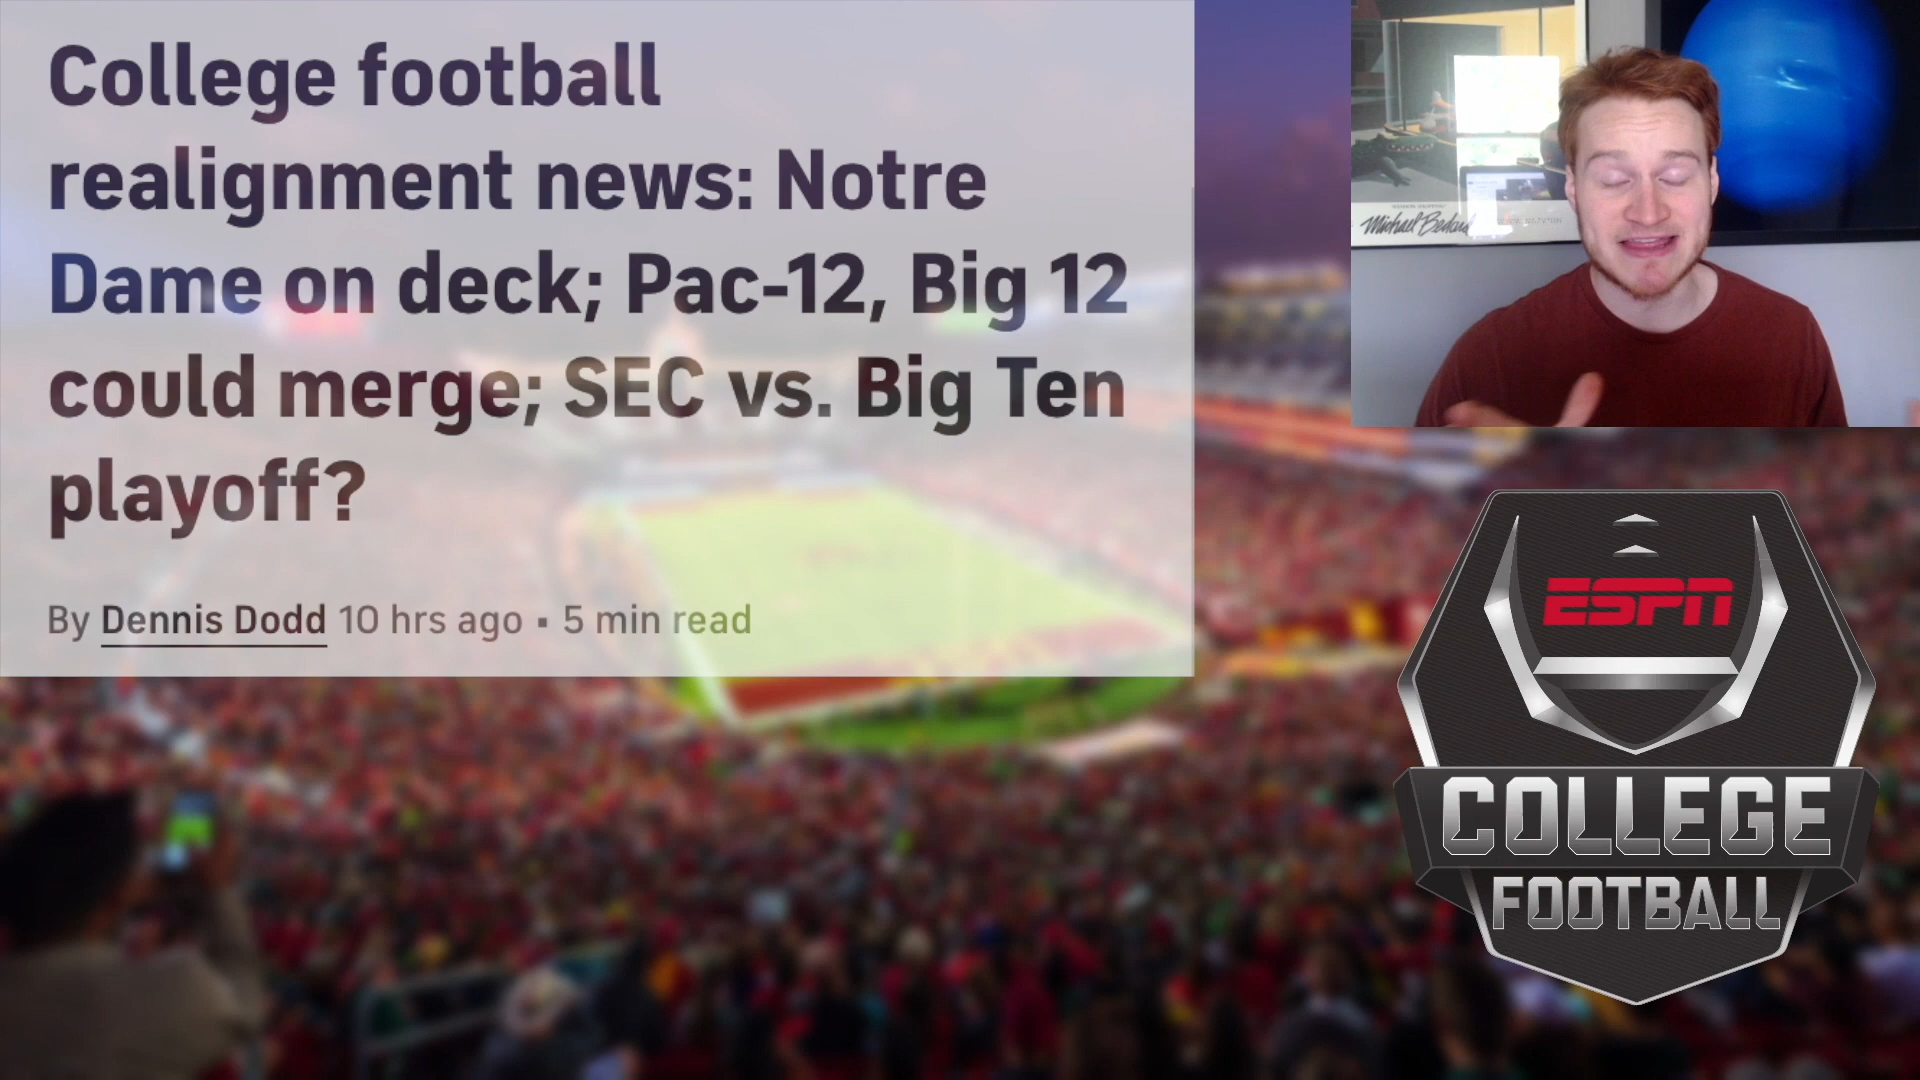 College football
realignment news: Notre
Dame on deck; Pac-12, Big 12
could merge; SEC vs. Big Ten
playoff?
By Dennis Dodd 10 hrs ago ▪ 5 min read
ESPN
COLLEGE
FOOTBALL